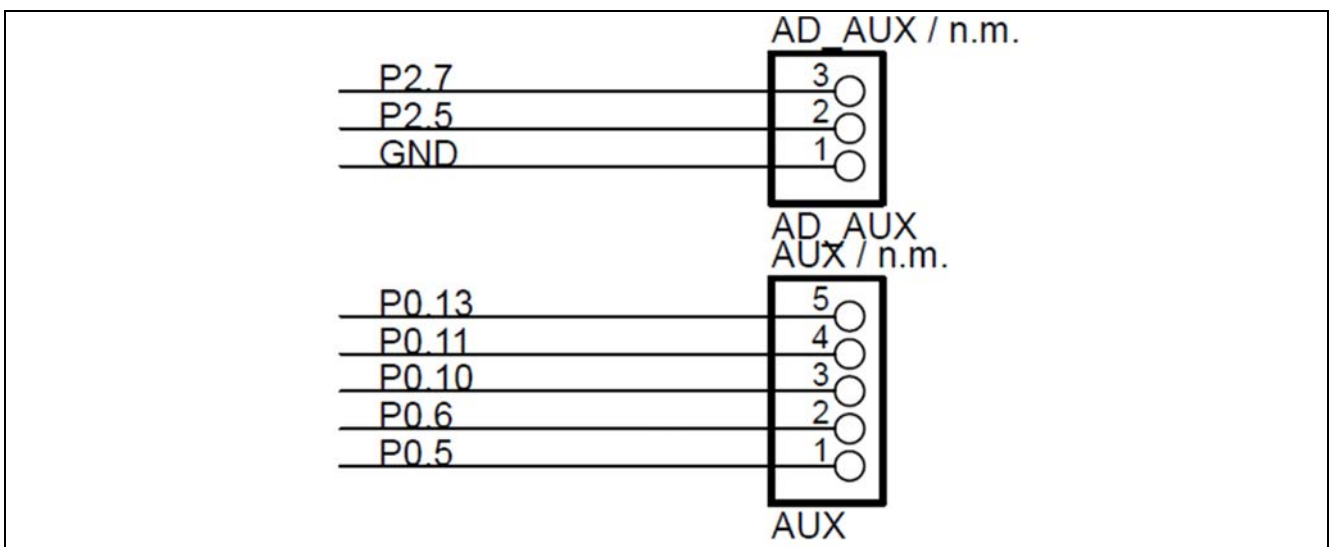 AD_AUX / n.m.
P2.7 3
P2.5 2
GND 1
AD_AUX
AUX / n.m.
P0.13 5
P0.11 4
P0.10 3
P0.6 2
P0.5 1
AUX